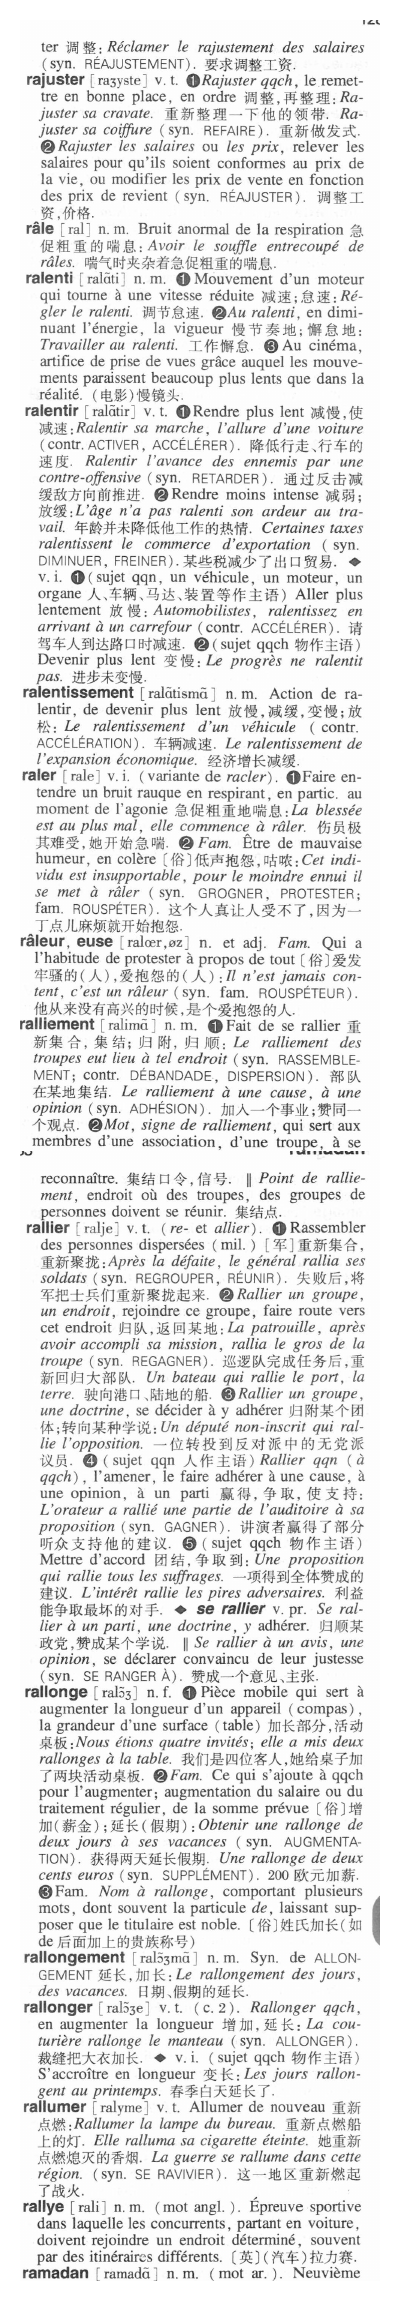 ter 调整:Réclamer le rajustement des salaires
(syn. RÉAJUSTEMENT). 要求调整工资.
rajuster [raʒyste] v. t. ❶Rajuster qqch, le remet-
tre en bonne place, en ordre 调整,再整理:Ra-
juster sa cravate. 重新整理一下他的领带. Ra-
juster sa coiffure (syn. REFAIRE). 重新做发式.
❷Rajuster les salaires ou les prix, relever les
salaires pour qu'ils soient conformes au prix de
la vie, ou modifier les prix de vente en fonction
des prix de revient (syn. RÉAJUSTER). 调整工
资,价格.
râle [ral] n. m. Bruit anormal de la respiration 急
促粗重的喘息:Avoir le souffle entrecoupé de
râles. 喘气时夹杂着急促粗重的喘息.
ralenti [ralɑ̃ti] n. m. ❶Mouvement d'un moteur
qui tourne à une vitesse réduite 减速;怠速:Ré-
gler le ralenti. 调节怠速. ❷Au ralenti, en dimi-
nuant l'énergie, la vigueur 慢节奏地;懈怠地:
Travailler au ralenti. 工作懈怠. ❸Au cinéma,
artifice de prise de vues grâce auquel les mouve-
ments paraissent beaucoup plus lents que dans la
réalité. (电影)慢镜头.
ralentir [ralɑ̃tir] v. t. ❶Rendre plus lent 减慢,使
减速:Ralentir sa marche, l'allure d'une voiture
(contr. ACTIVER, ACCÉLÉRER). 降低行走、行车的
速度. Ralentir l'avance des ennemis par une
contre-offensive (syn. RETARDER). 通过反击减
缓敌方向前推进. ❷Rendre moins intense 减弱;
放缓:L'âge n'a pas ralenti son ardeur au tra-
vail. 年龄并未降低他工作的热情. Certaines taxes
ralentissent le commerce d'exportation (syn.
DIMINUER, FREINER). 某些税减少了出口贸易. ◆
v. i. ❶(sujet qqn, un véhicule, un moteur, un
organe 人、车辆、马达、装置等作主语) Aller plus
lentement 放慢:Automobilistes, ralentissez en
arrivant à un carrefour (contr. ACCÉLÉRER). 请
驾车人到达路口时减速. ❷(sujet qqch 物作主语)
Devenir plus lent 变慢:Le progrès ne ralentit
pas. 进步未变慢.
ralentissement [ralɑ̃tismɑ̃] n. m. Action de ra-
lentir, de devenir plus lent 放慢,减缓,变慢;放
松:Le ralentissement d'un véhicule (contr.
ACCÉLÉRATION). 车辆减速. Le ralentissement de
l'expansion économique. 经济增长减缓.
raler [rale] v. i. (variante de racler). ❶Faire en-
tendre un bruit rauque en respirant, en partic. au
moment de l'agonie 急促粗重地喘息:La blessée
est au plus mal, elle commence à râler. 伤员极
其难受,她开始急喘. ❷Fam. Être de mauvaise
humeur, en colère [俗]低声抱怨,咕哝:Cet indi-
vidu est insupportable, pour le moindre ennui il
se met à râler (syn. GROGNER, PROTESTER;
fam. ROUSPÉTER). 这个人真让人受不了,因为一
丁点儿麻烦就开始抱怨.
râleur, euse [ralœr,øz] n. et adj. Fam. Qui a
l'habitude de protester à propos de tout [俗]爱发
牢骚的(人),爱抱怨的(人):Il n'est jamais con-
tent, c'est un râleur (syn. fam. ROUSPÉTEUR).
他从来没有高兴的时候,是个爱抱怨的人.
ralliement [ralimɑ̃] n. m. ❶Fait de se rallier 重
新集合,集结;归附,归顺:Le ralliement des
troupes eut lieu à tel endroit (syn. RASSEMBLE-
MENT; contr. DÉBANDADE, DISPERSION). 部队
在某地集结. Le ralliement à une cause, à une
opinion (syn. ADHÉSION). 加入一个事业;赞同一
个观点. ❷Mot, signe de ralliement, qui sert aux
membres d'une association, d'une troupe, à se
reconnaître. 集结口令,信号. ‖ Point de rallie-
ment, endroit où des troupes, des groupes de
personnes doivent se réunir. 集结点.
rallier [ralje] v. t. (re- et allier). ❶Rassembler
des personnes dispersées (mil.) [军]重新集合,
重新聚拢:Après la défaite, le général rallia ses
soldats (syn. REGROUPER, RÉUNIR). 失败后,将
军把士兵们重新聚拢起来. ❷Rallier un groupe,
un endroit, rejoindre ce groupe, faire route vers
cet endroit 归队,返回某地:La patrouille, après
avoir accompli sa mission, rallia le gros de la
troupe (syn. REGAGNER). 巡逻队完成任务后,重
新回归大部队. Un bateau qui rallie le port, la
terre. 驶向港口、陆地的船. ❸Rallier un groupe,
une doctrine, se décider à y adhérer 归附某个团
体;转向某种学说:Un député non-inscrit qui ral-
lie l'opposition. 一位转投到反对派中的无党派
议员. ❹(sujet qqn 人作主语) Rallier qqn (à
qqch), l'amener, le faire adhérer à une cause, à
une opinion, à un parti 赢得,争取,使支持:
L'orateur a rallié une partie de l'auditoire à sa
proposition (syn. GAGNER). 讲演者赢得了部分
听众支持他的建议. ❺(sujet qqch 物作主语)
Mettre d'accord 团结,争取到:Une proposition
qui rallie tous les suffrages. 一项得到全体赞成的
建议. L'intérêt rallie les pires adversaires. 利益
能争取最坏的对手. ◆ se rallier v. pr. Se ral-
lier à un parti, une doctrine, y adhérer. 归顺某
政党,赞成某个学说. ‖ Se rallier à un avis, une
opinion, se déclarer convaincu de leur justesse
(syn. SE RANGER À). 赞成一个意见、主张.
rallonge [ralɔ̃ʒ] n. f. ❶Pièce mobile qui sert à
augmenter la longueur d'un appareil (compas),
la grandeur d'une surface (table) 加长部分,活动
桌板:Nous étions quatre invités; elle a mis deux
rallonges à la table. 我们是四位客人,她给桌子加
了两块活动桌板. ❷Fam. Ce qui s'ajoute à qqch
pour l'augmenter; augmentation du salaire ou du
traitement régulier, de la somme prévue [俗]增
加(薪金);延长(假期):Obtenir une rallonge de
deux jours à ses vacances (syn. AUGMENTA-
TION). 获得两天延长假期. Une rallonge de deux
cents euros (syn. SUPPLÉMENT). 200 欧元加薪.
❸Fam. Nom à rallonge, comportant plusieurs
mots, dont souvent la particule de, laissant sup-
poser que le titulaire est noble. [俗]姓氏加长(如
de 后面加上的贵族称号)
rallongement [ralɔ̃ʒmɑ̃] n. m. Syn. de ALLON-
GEMENT 延长,加长:Le rallongement des jours,
des vacances. 日期、假期的延长.
rallonger [ralɔ̃ʒe] v. t. (c. 2). Rallonger qqch,
en augmenter la longueur 增加,延长:La cou-
turière rallonge le manteau (syn. ALLONGER).
裁缝把大衣加长. ◆ v. i. (sujet qqch 物作主语)
S'accroître en longueur 变长:Les jours rallon-
gent au printemps. 春季白天延长了.
rallumer [ralyme] v. t. Allumer de nouveau 重新
点燃:Rallumer la lampe du bureau. 重新点燃船
上的灯. Elle ralluma sa cigarette éteinte. 她重新
点燃熄灭的香烟. La guerre se rallume dans cette
région. (syn. SE RAVIVIER). 这一地区重新燃起
了战火.
rallye [rali] n. m. (mot angl.). Épreuve sportive
dans laquelle les concurrents, partant en voiture,
doivent rejoindre un endroit déterminé, souvent
par des itinéraires différents. [英](汽车)拉力赛.
ramadan [ramadɑ̃] n. m. (mot ar.). Neuvième